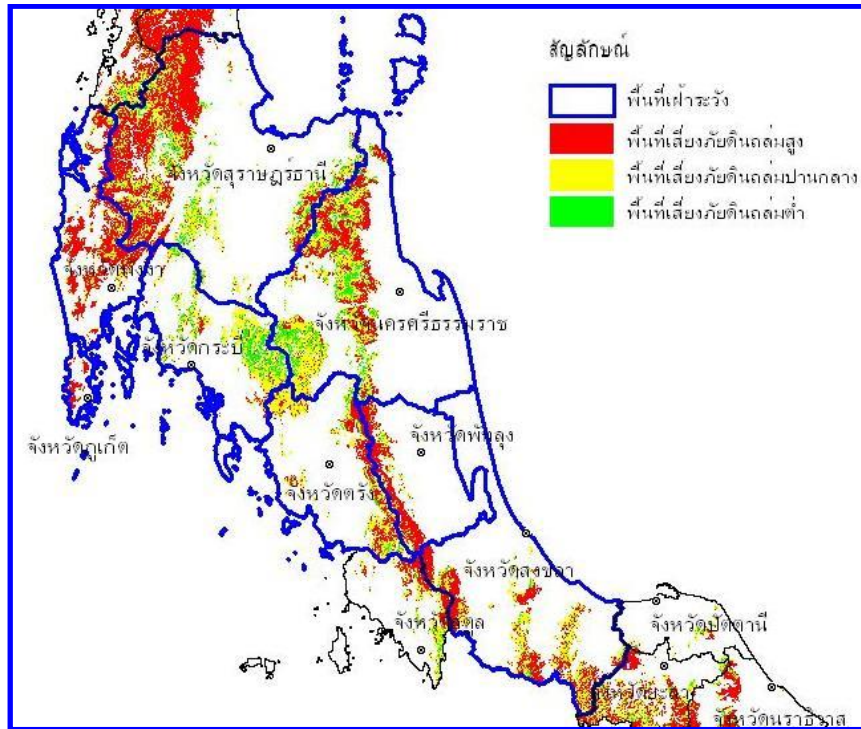 สัญลักษณ์
พื้นที่เฝ้าระวัง
พื้นที่เสี่ยงภัยดินถล่มสูง
พื้นที่เสี่ยงภัยดินถล่มปานกลาง
พื้นที่เสี่ยงภัยดินถล่มต่ำ
จังหวัดสุราษฎร์ธานี
จังหวัดพังงา
จังหวัดนครศรีธรรมราช
จังหวัดกระบี่
จังหวัดภูเก็ต
จังหวัดพัทลุง
จังหวัดตรัง
จังหวัดสงขลา
จังหวัดสตูล
จังหวัดปัตตานี
จังหวัดยะลา
จังหวัดนราธิวาส